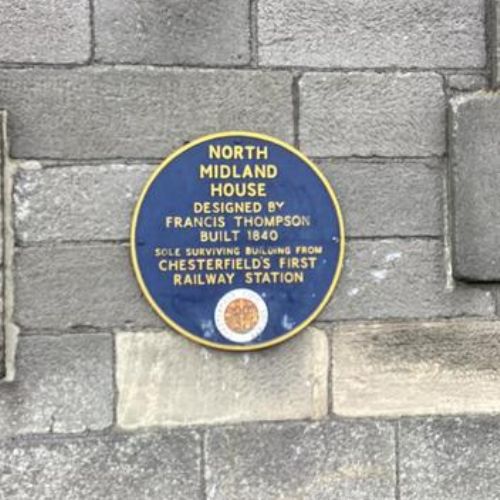 NORTH
MIDLAND
HOUSE
DESIGNED BY
FRANCIS THOMPSON
BUILT 1840
SOLE SURVIVING BUILDING FROM
CHESTERFIELD'S FIRST
RAILWAY STATION